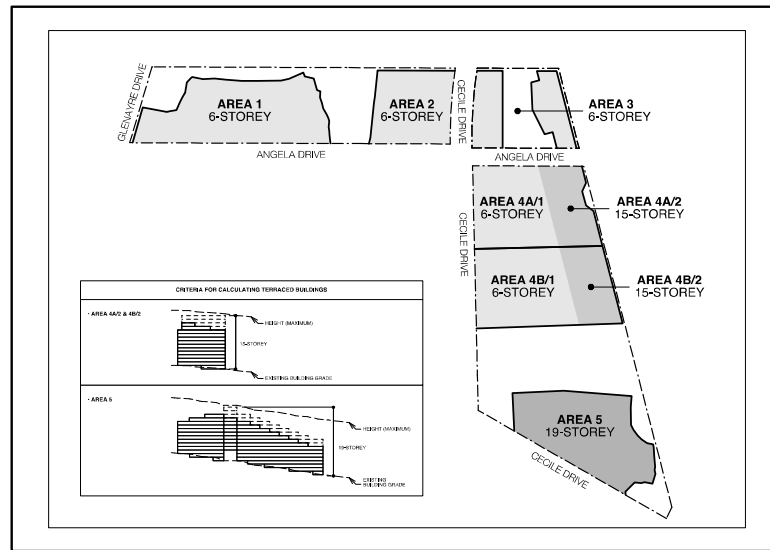 GLENAYRE DRIVE
AREA 1
6-STOREY
AREA 2
6-STOREY
CECILE DRIVE
AREA 3
6-STOREY
ANGELA DRIVE
ANGELA DRIVE
AREA 4A/1
6-STOREY
AREA 4A/2
15-STOREY
CECILE DRIVE
AREA 4B/1
6-STOREY
AREA 4B/2
15-STOREY
CRITERIA FOR CALCULATING TERRACED BUILDINGS
• AREA 4A/2 & 4B/2
HEIGHT (MAXIMUM)
15-STOREY
EXISTING BUILDING GRADE
• AREA 5
HEIGHT (MAXIMUM)
19-STOREY
EXISTING
BUILDING GRADE
AREA 5
19-STOREY
CECILE DRIVE